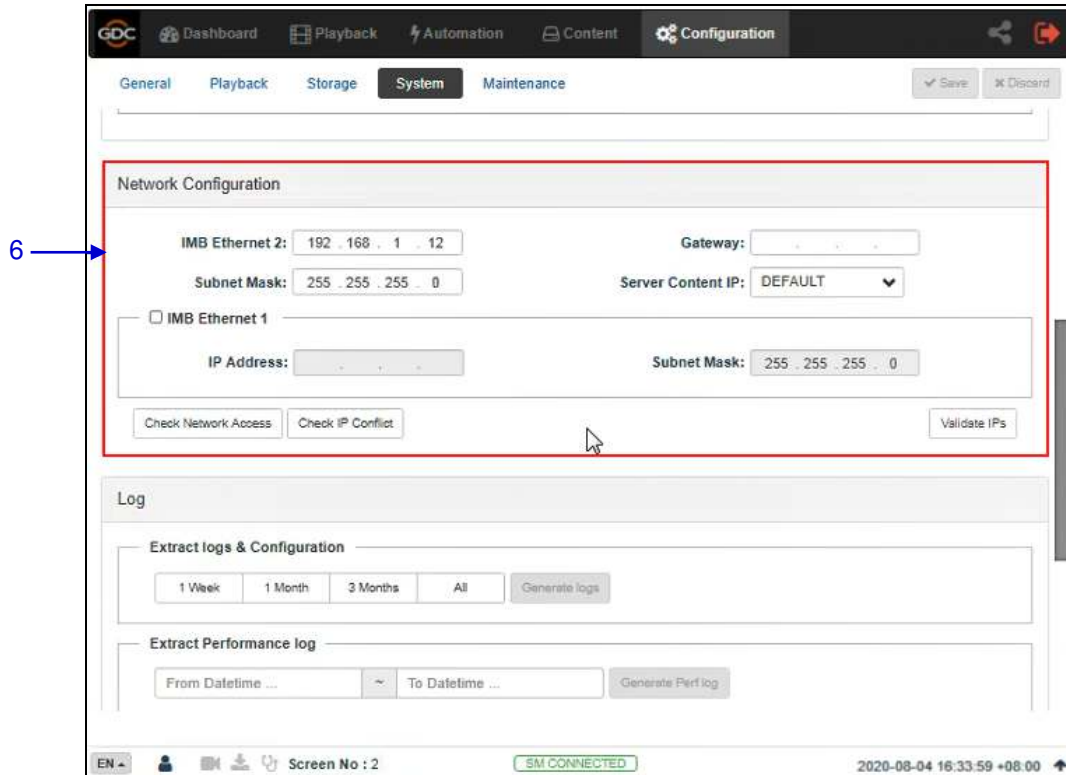 GDC Dashboard Playback Automation Content Configuration
General Playback Storage System Maintenance Save Discard
Network Configuration
6
IMB Ethernet 2: 192 . 168 . 1 . 12 Gateway: . . .
Subnet Mask: 255 . 255 . 255 . 0 Server Content IP: DEFAULT
IMB Ethernet 1
IP Address: . . . Subnet Mask: 255 . 255 . 255 . 0
Check Network Access Check IP Conflict Validate IPs
Log
Extract logs & Configuration
1 Week 1 Month 3 Months All Generate logs
Extract Performance log
From Datetime ... ~ To Datetime ... Generate Perf log
EN Screen No : 2 SM CONNECTED 2020-08-04 16:33:59 +08:00